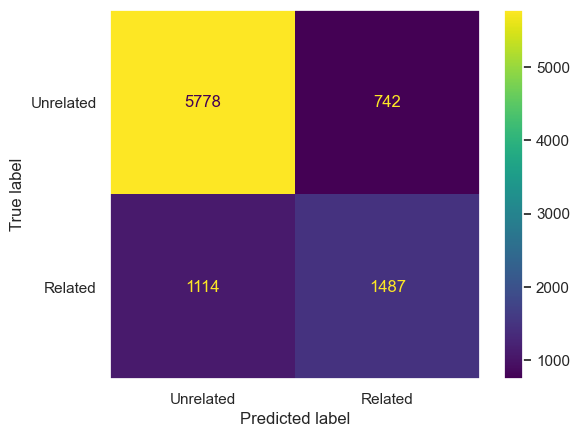 5000
Unrelated 5778 742
4000
True label
3000
Related 1114 1487
2000
1000
Unrelated Related
Predicted label